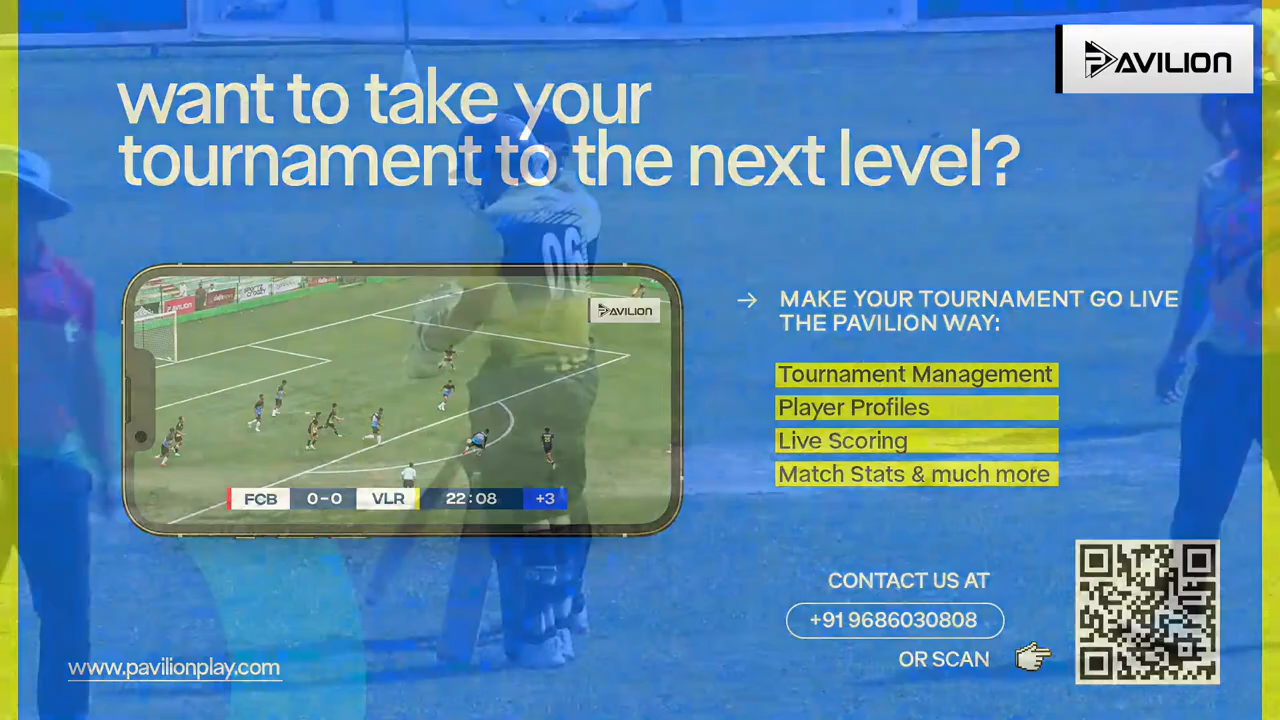 PAVILION
want to take your
tournament to the next level?
PAVILION
FCB 0-0 VLR 22:08 +3
→ MAKE YOUR TOURNAMENT GO LIVE
THE PAVILION WAY:
Tournament Management
Player Profiles
Live Scoring
Match Stats & much more
CONTACT US AT
+91 9686030808
OR SCAN
www.pavilionplay.com
06